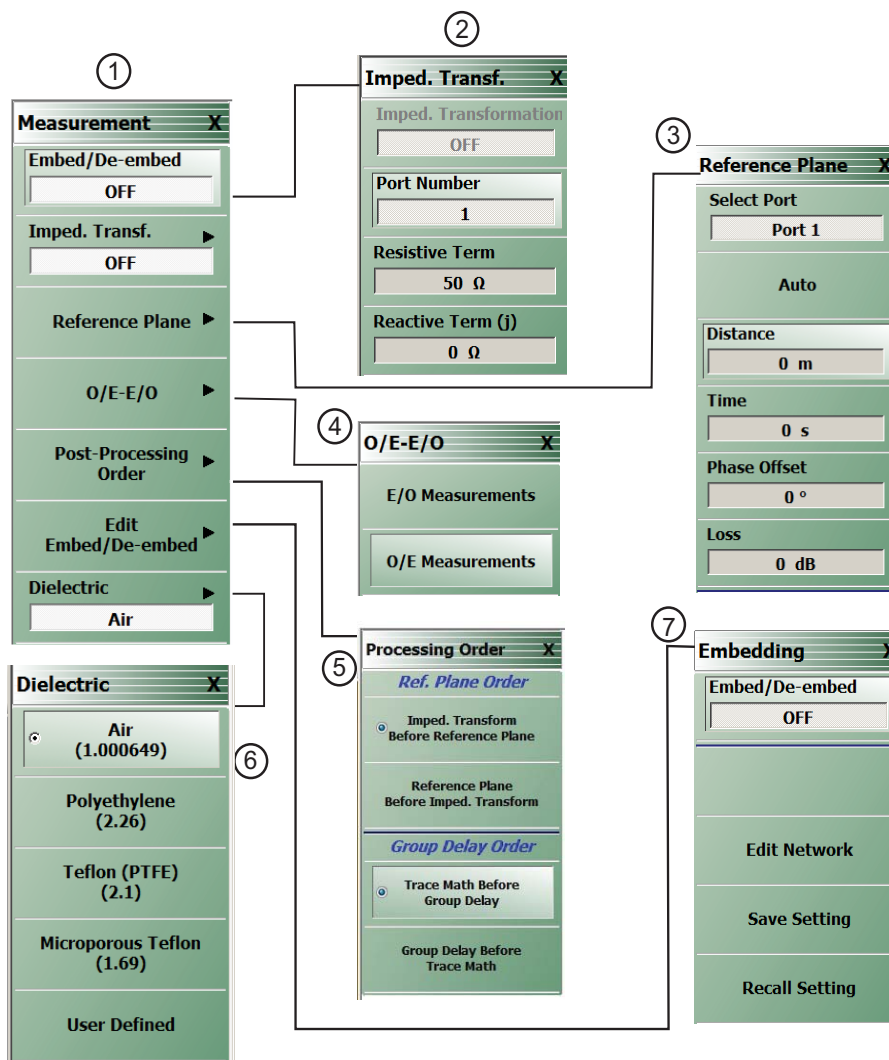 ①
Measurement X
Embed/De-embed
OFF
Imped. Transf.
OFF
Reference Plane
O/E-E/O
Post-Processing
Order
Edit
Embed/De-embed
Dielectric
Air
②
Imped. Transf. X
Imped. Transformation
OFF
Port Number
1
Resistive Term
50 Ω
Reactive Term (j)
0 Ω
③
Reference Plane X
Select Port
Port 1
Auto
Distance
0 m
Time
0 s
Phase Offset
0 °
Loss
0 dB
④
O/E-E/O X
E/O Measurements
O/E Measurements
⑤
Processing Order X
Ref. Plane Order
Imped. Transform
Before Reference Plane
Reference Plane
Before Imped. Transform
Group Delay Order
Trace Math Before
Group Delay
Group Delay Before
Trace Math
⑥
Dielectric X
Air
(1.000649)
Polyethylene
(2.26)
Teflon (PTFE)
(2.1)
Microporous Teflon
(1.69)
User Defined
⑦
Embedding X
Embed/De-embed
OFF
Edit Network
Save Setting
Recall Setting